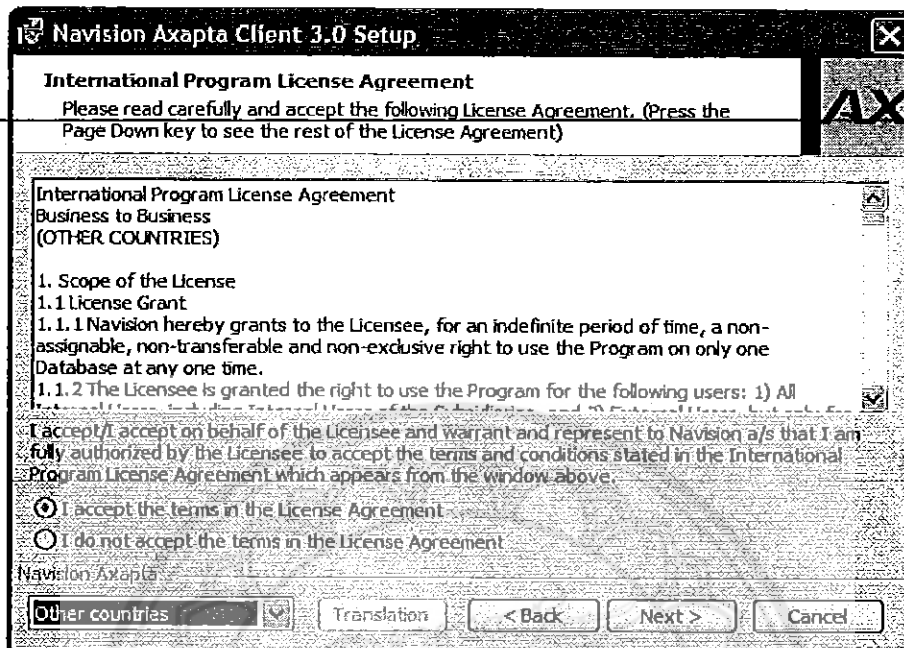 Navision Axapta Client 3.0 Setup
International Program License Agreement
Please read carefully and accept the following License Agreement. (Press the
Page Down key to see the rest of the License Agreement)
AX
International Program License Agreement
Business to Business
(OTHER COUNTRIES)
1. Scope of the License
1.1 License Grant
1.1.1 Navision hereby grants to the Licensee, for an indefinite period of time, a non-
assignable, non-transferable and non-exclusive right to use the Program on only one
Database at any one time.
1.1.2 The Licensee is granted the right to use the Program for the following users: 1) All
I accept/I accept on behalf of the Licensee and warrant and represent to Navision a/s that I am
fully authorized by the Licensee to accept the terms and conditions stated in the International
Program License Agreement which appears from the window above.
I accept the terms in the License Agreement
I do not accept the terms in the License Agreement
Navision Axapta
Other countries Translation < Back Next > Cancel